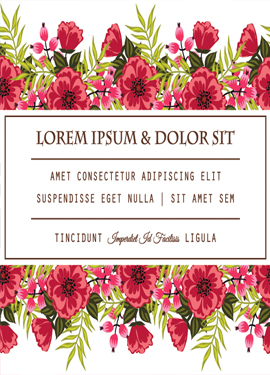 LOREM IPSUM & DOLOR SIT
AMET CONSECTETUR ADIPISCING ELIT
SUSPENDISSE EGET NULLA | SIT AMET SEM
TINCIDUNT Imperdiet Id Facilisis LIGULA